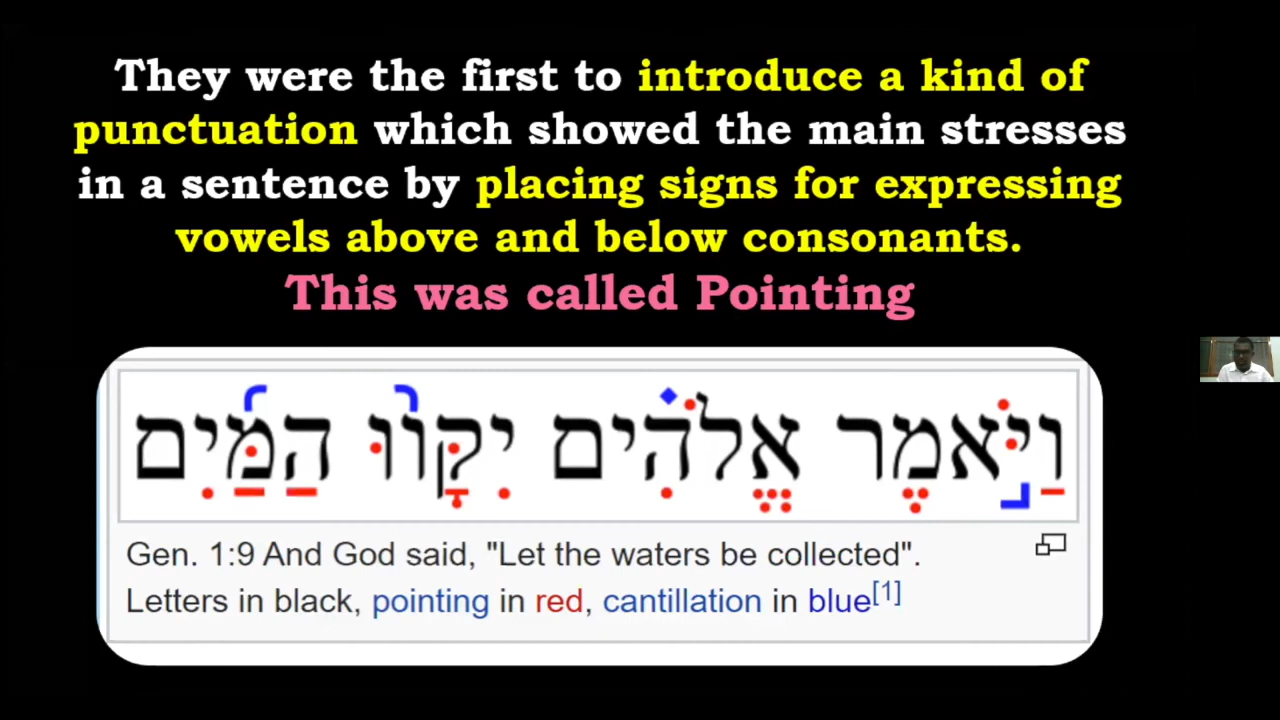 They were the first to introduce a kind of
punctuation which showed the main stresses
in a sentence by placing signs for expressing
vowels above and below consonants.
This was called Pointing
וַיֹּ֣אמֶר אֱלֹהִ֗ים יִקָּו֨וּ הַמַּ֜יִם
Gen. 1:9 And God said, "Let the waters be collected".
Letters in black, pointing in red, cantillation in blue[1]